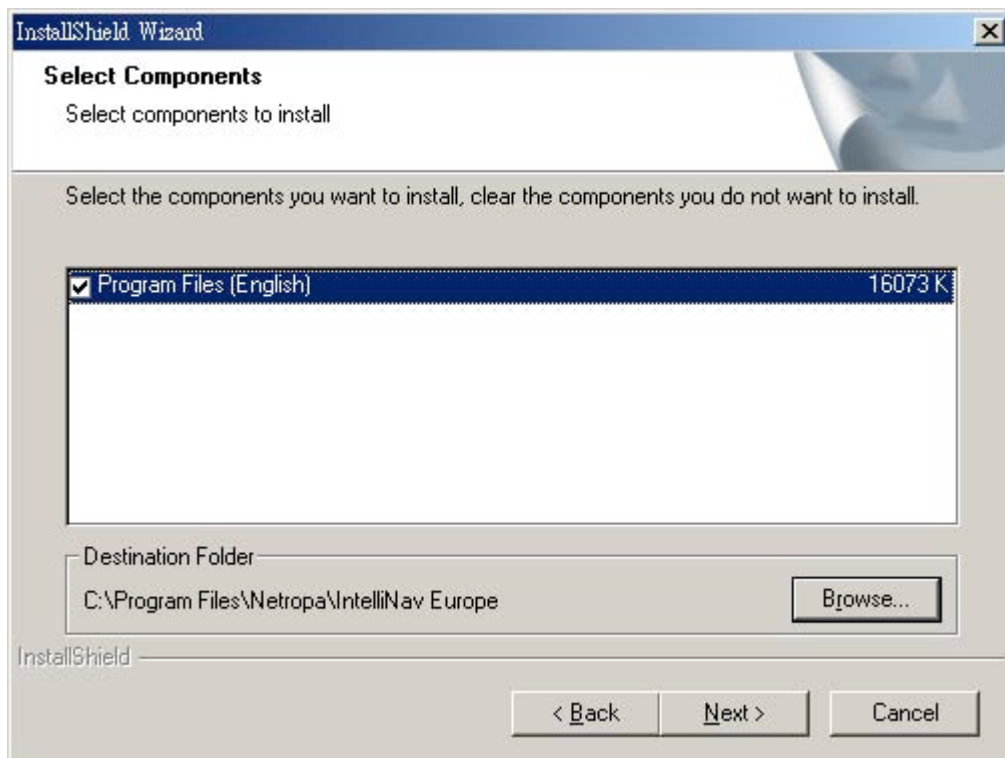 InstallShield Wizard
Select Components
Select components to install
Select the components you want to install, clear the components you do not want to install.
Program Files (English) 16073 K
Destination Folder
C:\Program Files\Netropa\IntelliNav Europe
Browse...
InstallShield
< Back
Next >
Cancel